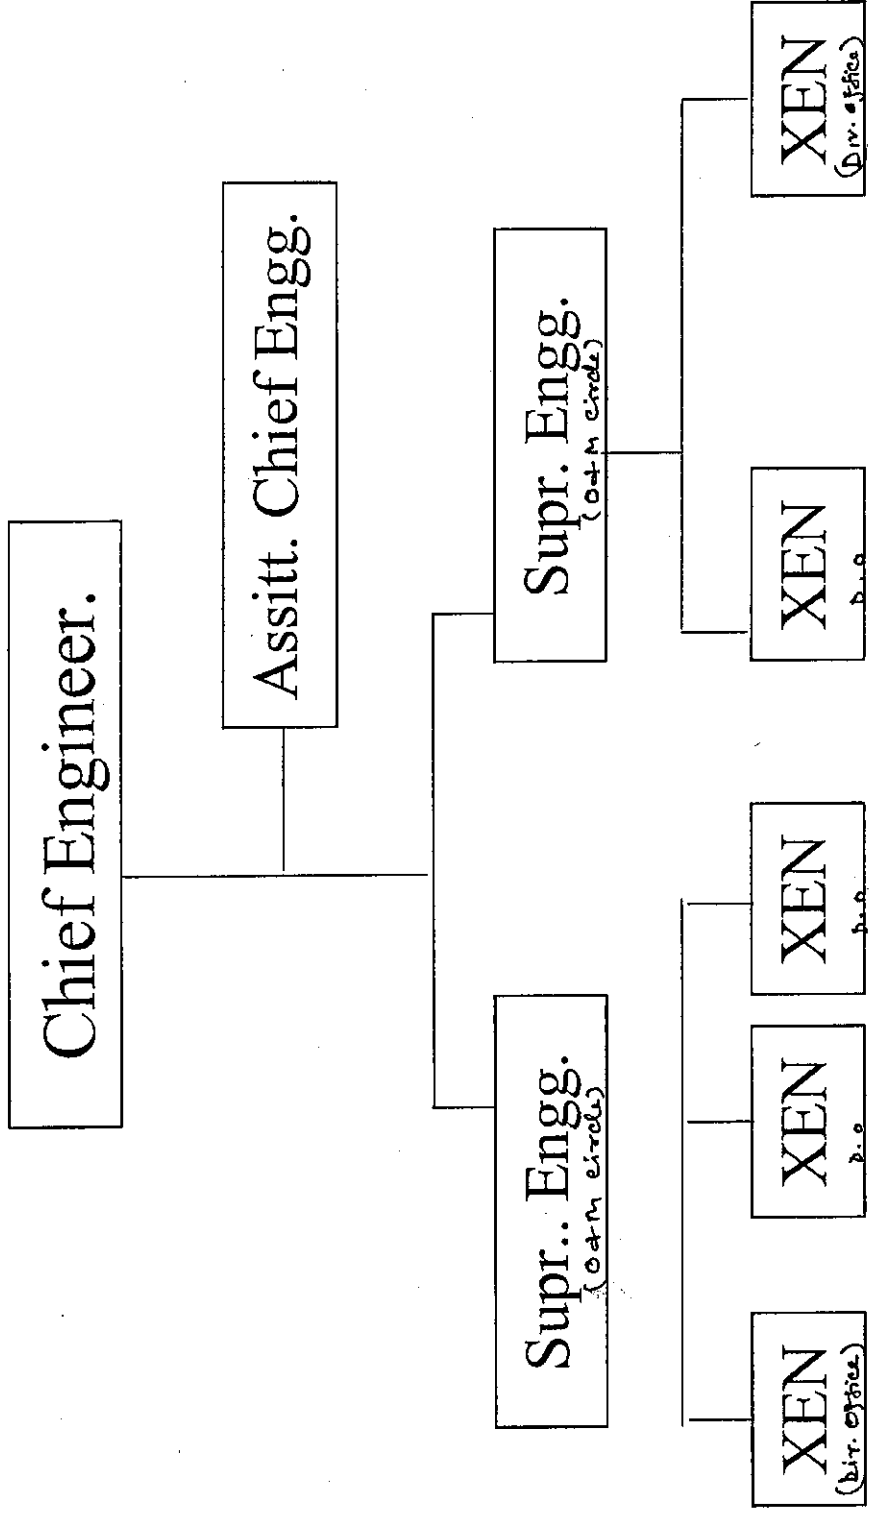 Chief Engineer.
Assitt. Chief Engg.
Supr.. Engg.
(O & M circle)
Supr. Engg.
(O & M circle)
XEN
(Div. office)
XEN
D.O
XEN
D.O
XEN
D.O
XEN
(Div. office)